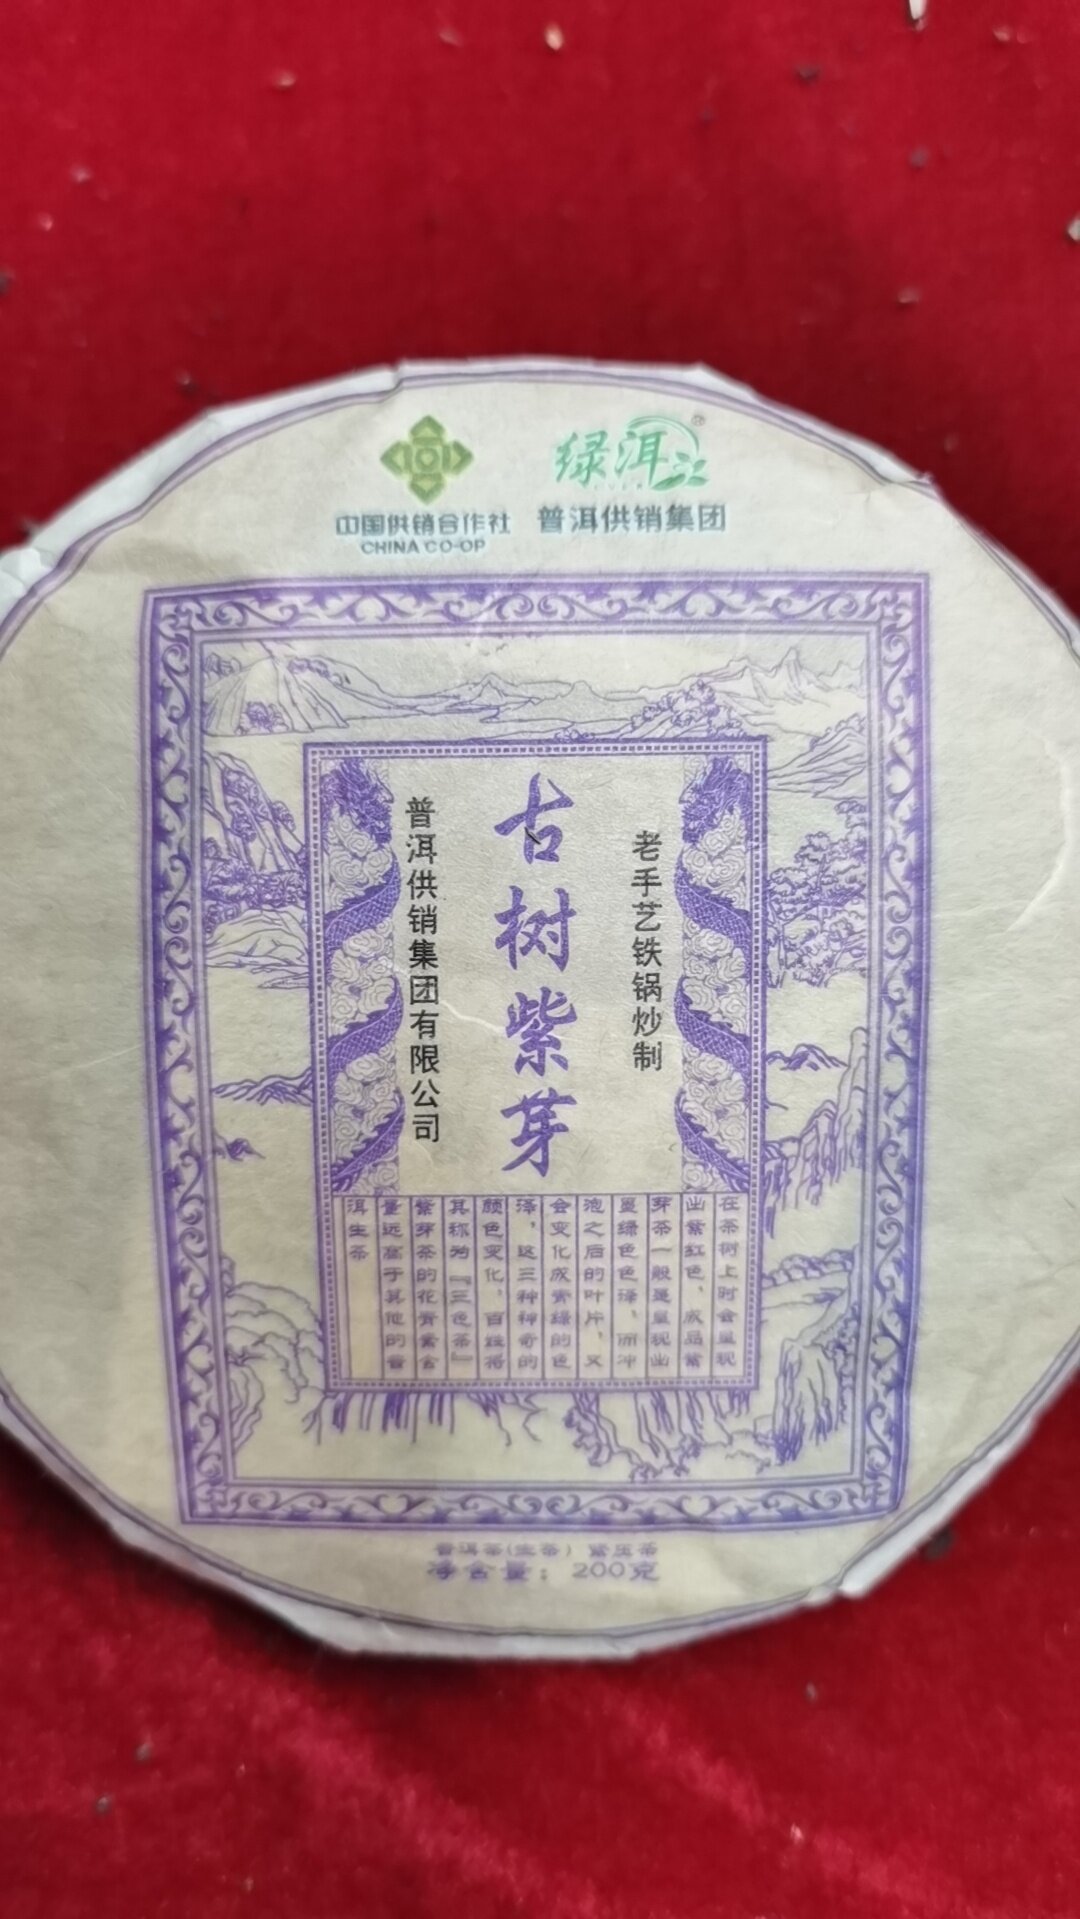 中国供销合作社
CHINA CO-OP
绿洱
®
普洱供销集团
老手艺铁锅炒制
古树紫芽
普洱供销集团有限公司
在茶树上时会呈现
出紫红色，成品紫
芽茶一般是呈现出
墨绿色色泽，而冲
泡之后的叶片，又
会变化成青绿的色
泽，这三种神奇的
颜色变化，百姓将
其称为『三色茶』
紫芽茶的花青素含
量远高于其他的普
洱生茶
普洱茶(生茶) 紧压茶
净含量：200克